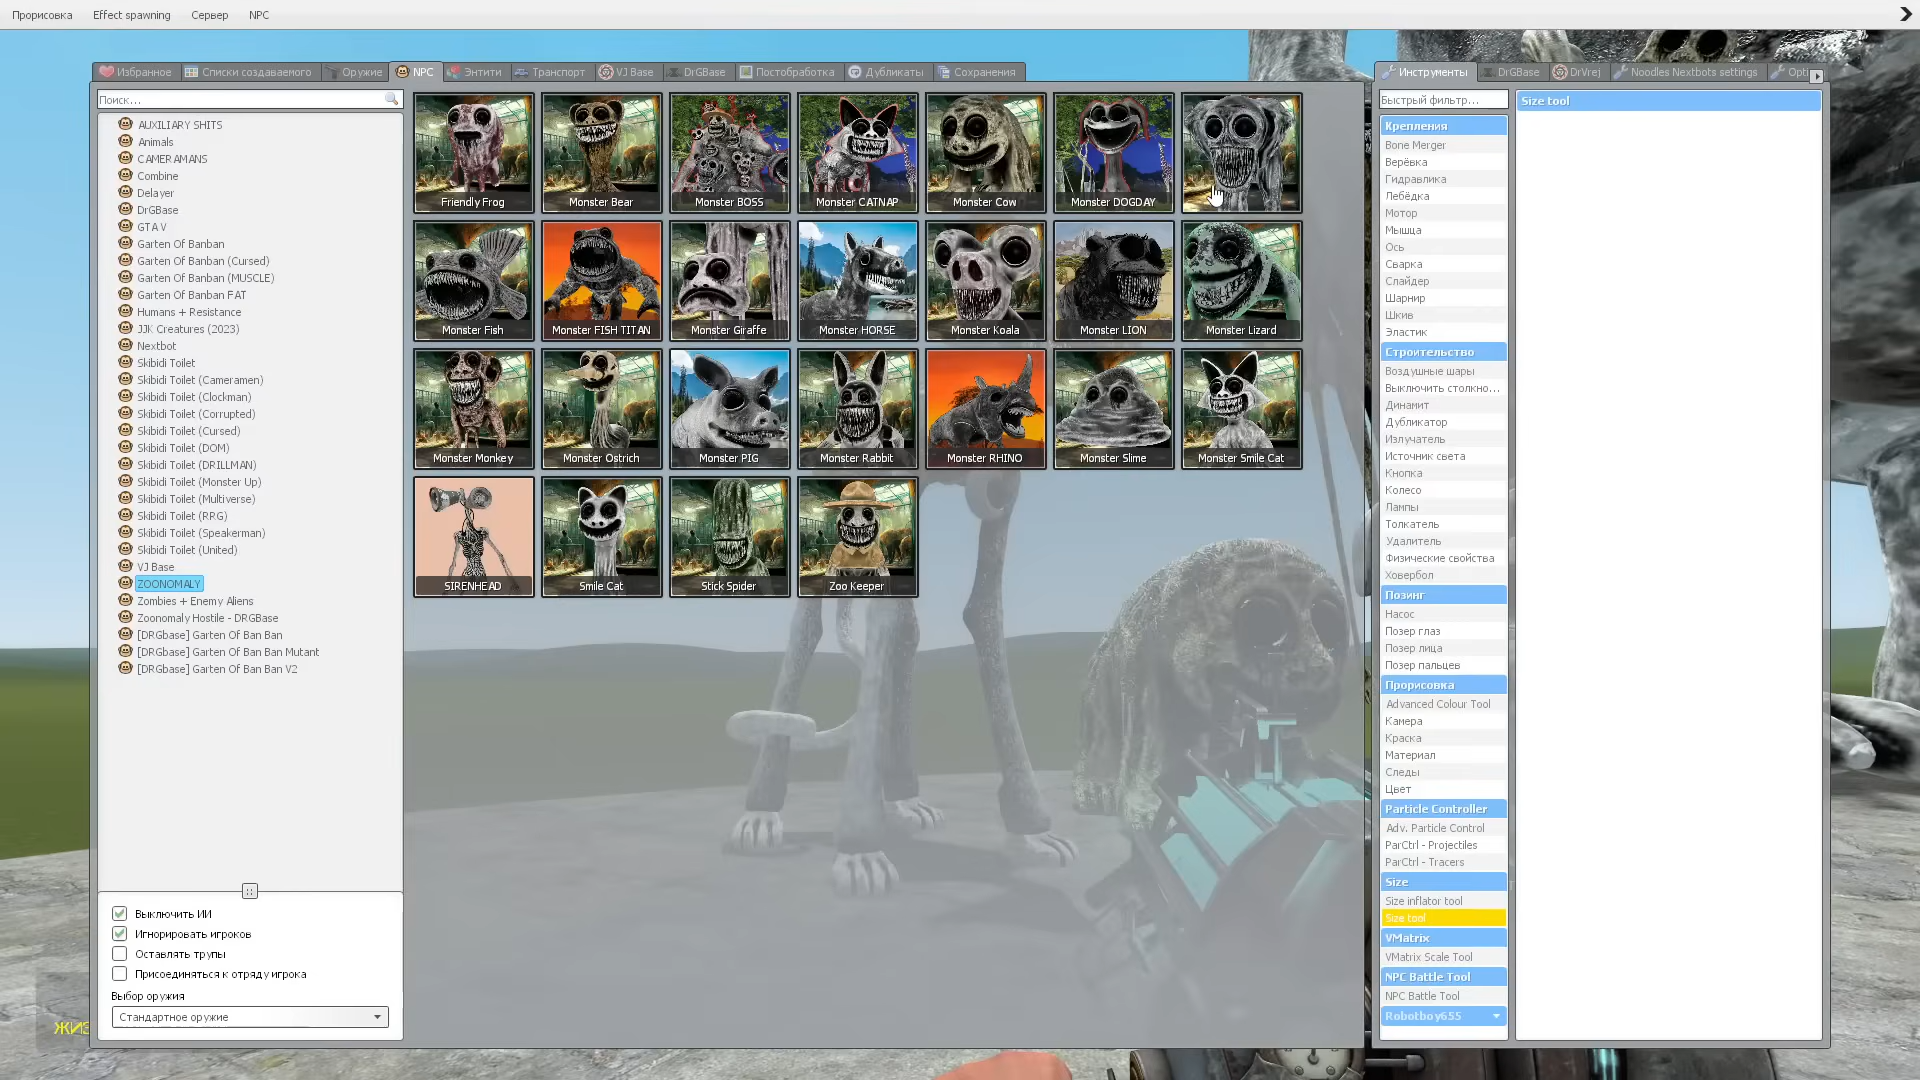 Прорисовка Effect spawning Сервер NPC
Избранное Списки создаваемого Оружие NPC Энтити Транспорт VJ Base DrGBase Постобработка Дубликаты Сохранения
Инструменты DrGBase DrVrej Noodles Nextbots settings Opti
Поиск...
AUXILIARY SHITS
Animals
CAMERAMANS
Combine
Delayer
DrGBase
GTA V
Garten Of Banban
Garten Of Banban (Cursed)
Garten Of Banban (MUSCLE)
Garten Of Banban FAT
Humans + Resistance
JJK Creatures (2023)
Nextbot
Skibidi Toilet
Skibidi Toilet (Cameramen)
Skibidi Toilet (Clockman)
Skibidi Toilet (Corrupted)
Skibidi Toilet (Cursed)
Skibidi Toilet (DOM)
Skibidi Toilet (DRILLMAN)
Skibidi Toilet (Monster Up)
Skibidi Toilet (Multiverse)
Skibidi Toilet (RRG)
Skibidi Toilet (Speakerman)
Skibidi Toilet (United)
VJ Base
ZOONOMALY
Zombies + Enemy Aliens
Zoonomaly Hostile - DRGBase
[DRGbase] Garten Of Ban Ban
[DRGbase] Garten Of Ban Ban Mutant
[DRGbase] Garten Of Ban Ban V2
Выключить ИИ
Игнорировать игроков
Оставлять трупы
Присоединяться к отряду игрока
Выбор оружия
Стандартное оружие
ЖИЗ
Friendly Frog Monster Bear Monster BOSS Monster CATNAP Monster Cow Monster DOGDAY
Monster Fish Monster FISH TITAN Monster Giraffe Monster HORSE Monster Koala Monster LION Monster Lizard
Monster Monkey Monster Ostrich Monster PIG Monster Rabbit Monster RHINO Monster Slime Monster Smile Cat
SIRENHEAD Smile Cat Stick Spider Zoo Keeper
Быстрый фильтр...
Крепления
Bone Merger
Верёвка
Гидравлика
Лебёдка
Мотор
Мышца
Ось
Сварка
Слайдер
Шарнир
Шкив
Эластик
Строительство
Воздушные шары
Выключить столкно...
Динамит
Дубликатор
Излучатель
Источник света
Кнопка
Колесо
Лампы
Толкатель
Удалитель
Физические свойства
Ховербол
Позинг
Насос
Позер глаз
Позер лица
Позер пальцев
Прорисовка
Advanced Colour Tool
Камера
Краска
Материал
Следы
Цвет
Particle Controller
Adv. Particle Control
ParCtrl - Projectiles
ParCtrl - Tracers
Size
Size inflator tool
Size tool
VMatrix
VMatrix Scale Tool
NPC Battle Tool
NPC Battle Tool
Robotboy655
Size tool